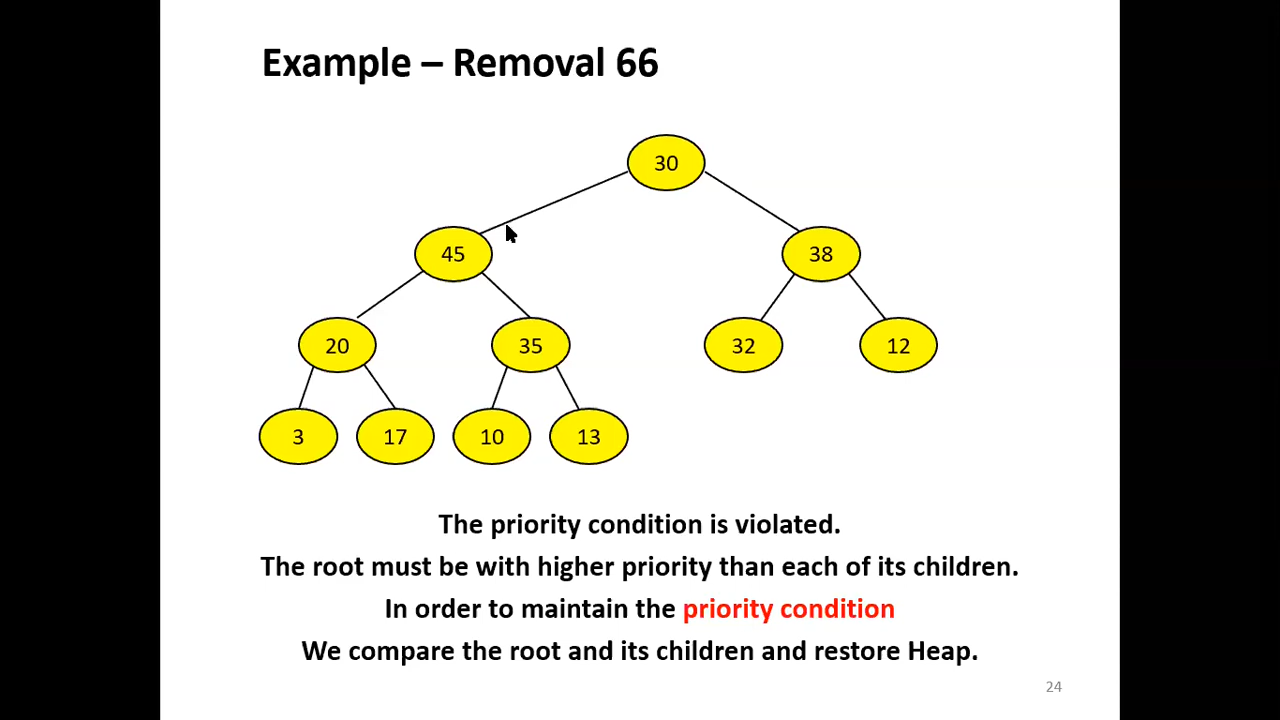 Example – Removal 66
30
45 38
20 35 32 12
3 17 10 13
The priority condition is violated.
The root must be with higher priority than each of its children.
In order to maintain the priority condition
We compare the root and its children and restore Heap.
24